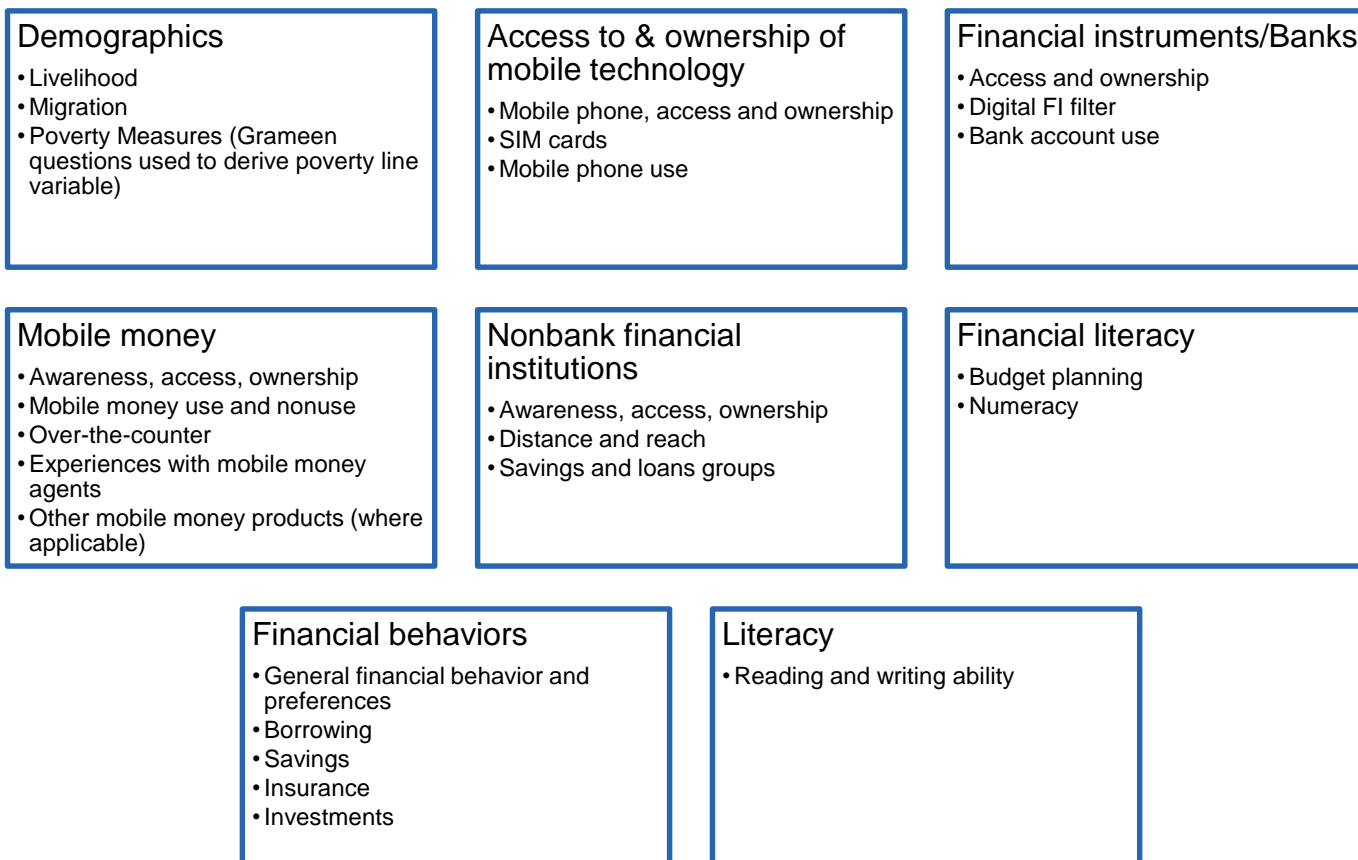 Demographics
• Livelihood
• Migration
• Poverty Measures (Grameen
questions used to derive poverty line
variable)
Access to & ownership of
mobile technology
• Mobile phone, access and ownership
• SIM cards
• Mobile phone use
Financial instruments/Banks
• Access and ownership
• Digital FI filter
• Bank account use
Mobile money
• Awareness, access, ownership
• Mobile money use and nonuse
• Over-the-counter
• Experiences with mobile money
agents
• Other mobile money products (where
applicable)
Nonbank financial
institutions
• Awareness, access, ownership
• Distance and reach
• Savings and loans groups
Financial literacy
• Budget planning
• Numeracy
Financial behaviors
• General financial behavior and
preferences
• Borrowing
• Savings
• Insurance
• Investments
Literacy
• Reading and writing ability